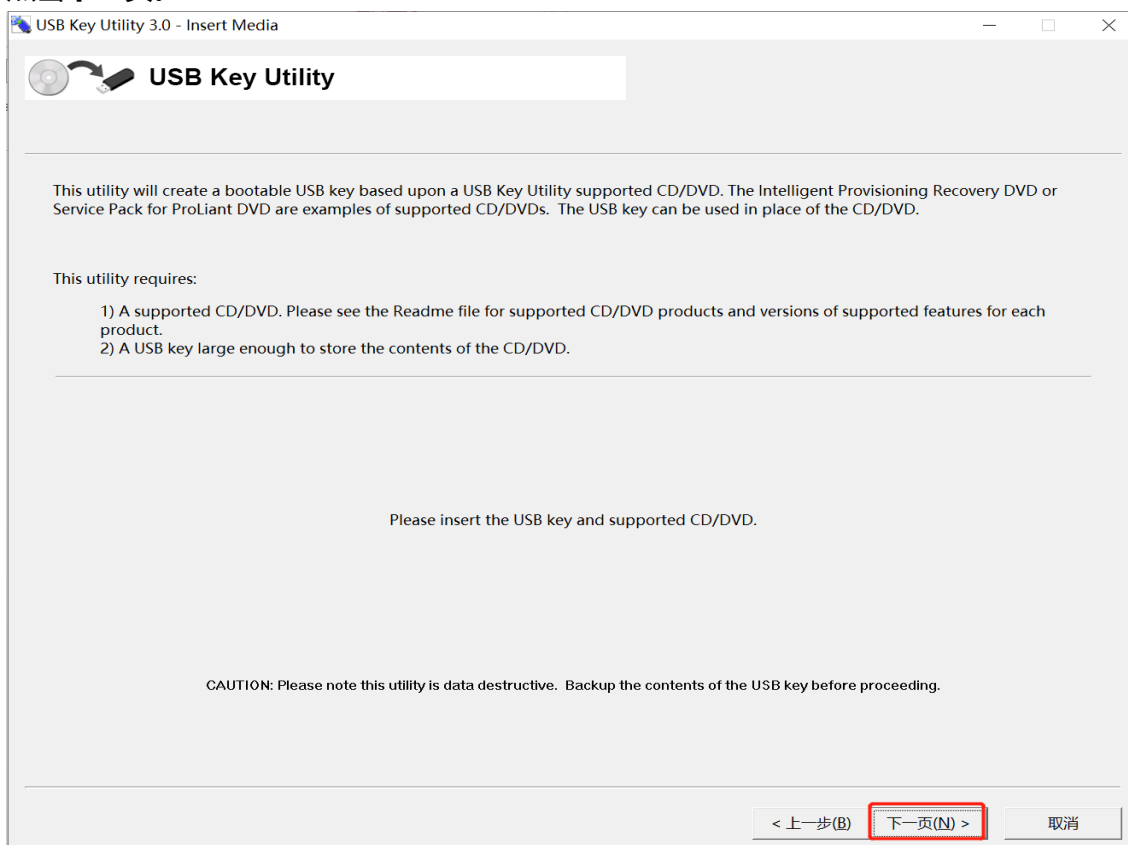 USB Key Utility 3.0 - Insert Media
USB Key Utility
This utility will create a bootable USB key based upon a USB Key Utility supported CD/DVD. The Intelligent Provisioning Recovery DVD or
Service Pack for ProLiant DVD are examples of supported CD/DVDs. The USB key can be used in place of the CD/DVD.
This utility requires:
1) A supported CD/DVD. Please see the Readme file for supported CD/DVD products and versions of supported features for each
product.
2) A USB key large enough to store the contents of the CD/DVD.
Please insert the USB key and supported CD/DVD.
CAUTION: Please note this utility is data destructive. Backup the contents of the USB key before proceeding.
< 上一步(B) 下一页(N) > 取消